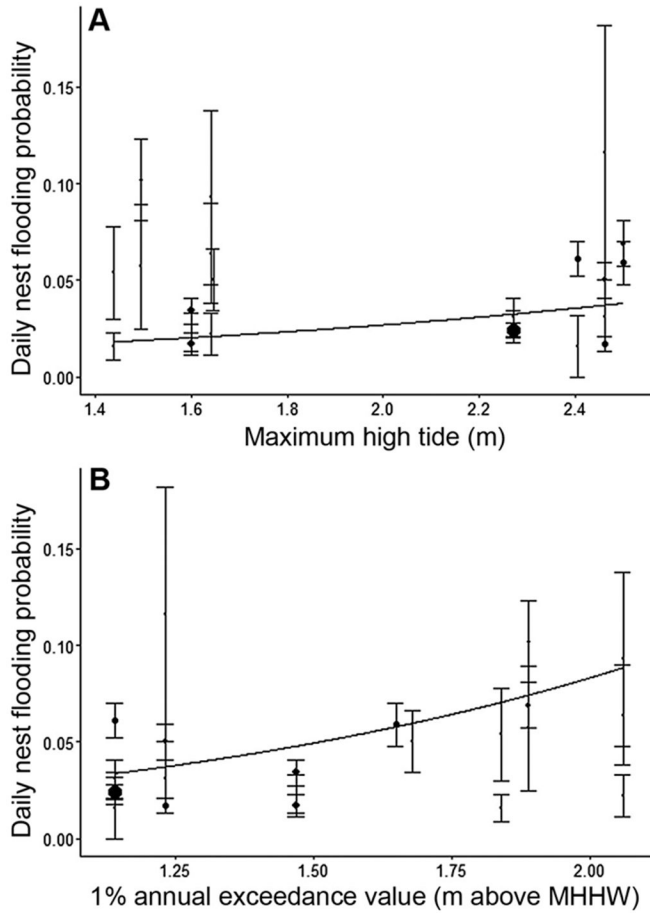 A
Daily nest flooding probability
0.15
0.10
0.05
0.00
1.4 1.6 1.8 2.0 2.2 2.4
Maximum high tide (m)
B
Daily nest flooding probability
0.15
0.10
0.05
0.00
1.25 1.50 1.75 2.00
1% annual exceedance value (m above MHHW)